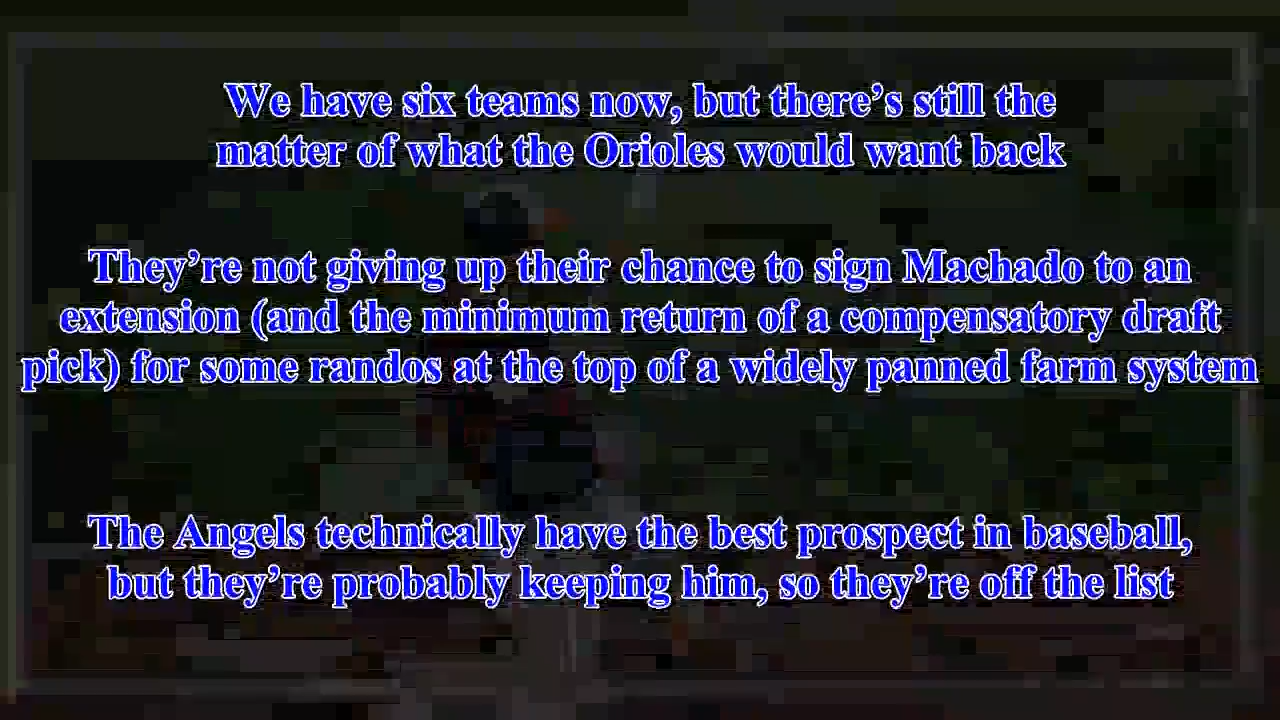 We have six teams now, but there’s still the
matter of what the Orioles would want back
They’re not giving up their chance to sign Machado to an
extension (and the minimum return of a compensatory draft
pick) for some randos at the top of a widely panned farm system
The Angels technically have the best prospect in baseball,
but they’re probably keeping him, so they’re off the list